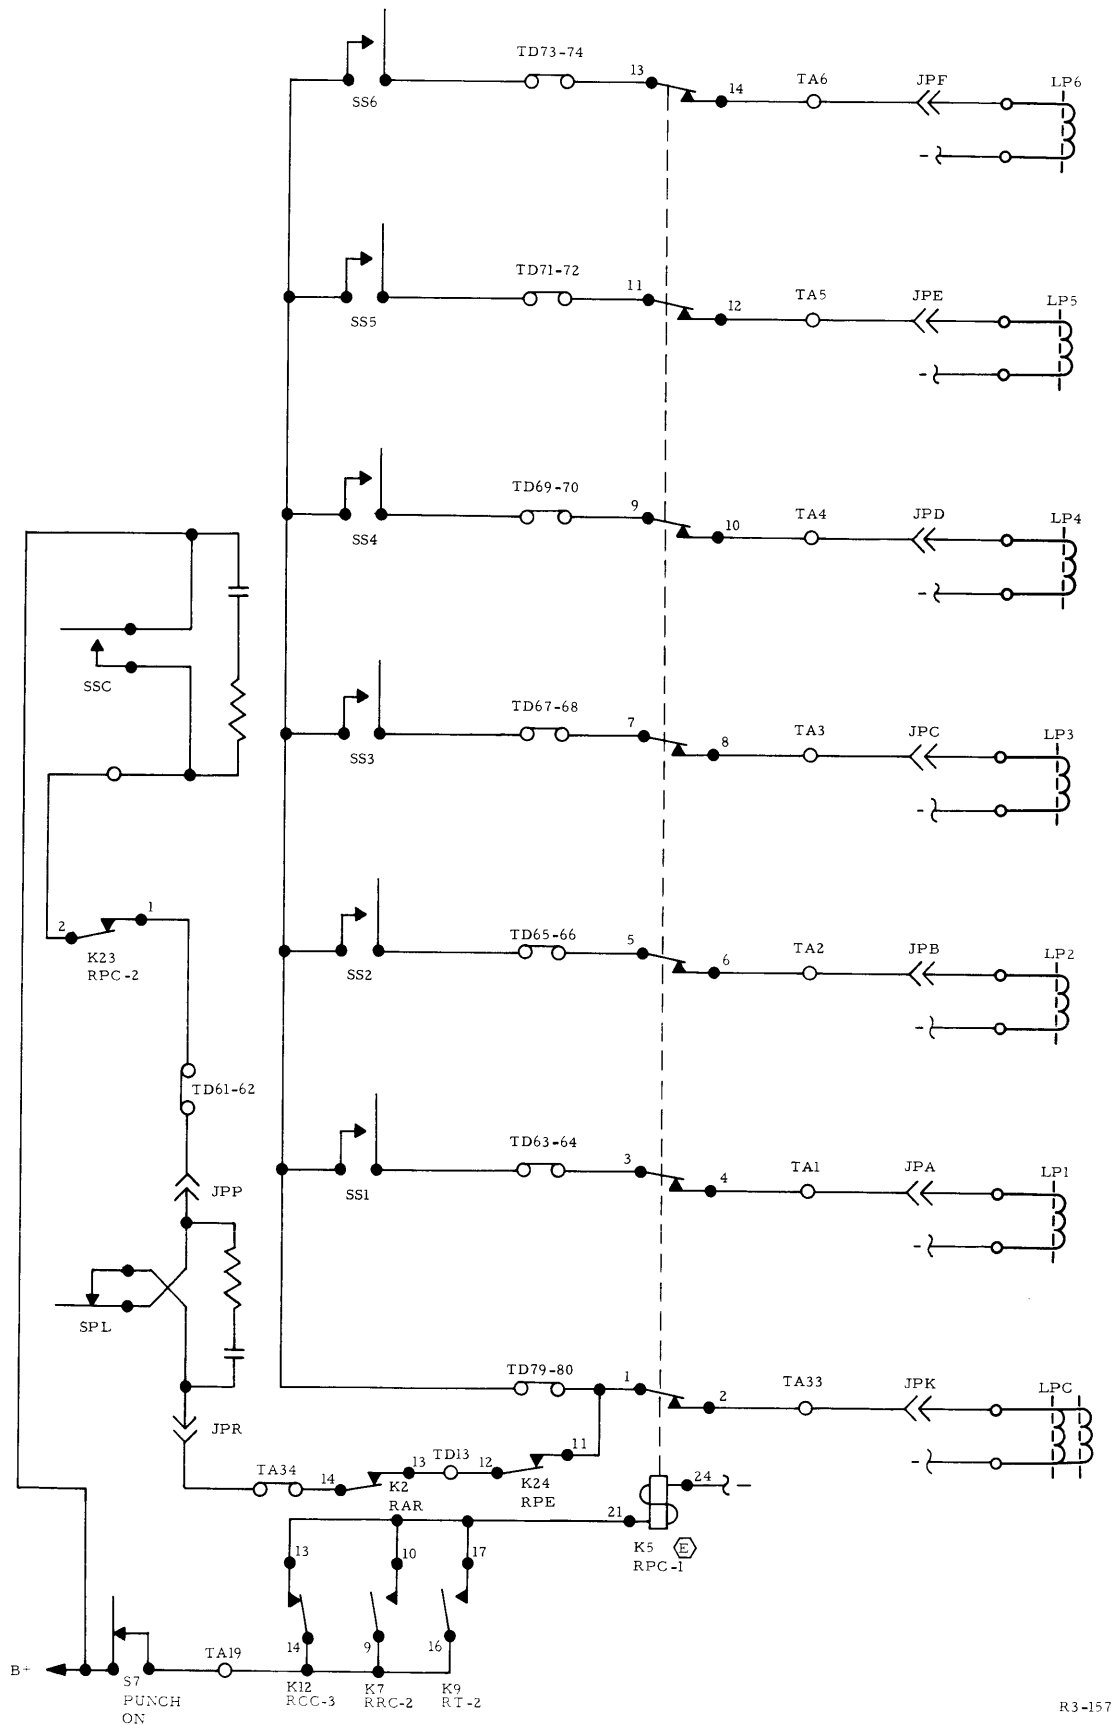 TD73-74
13
SS6
14
TA6
JPF
LP6
-
TD71-72
11
SS5
12
TA5
JPE
LP5
-
TD69-70
9
SS4
10
TA4
JPD
LP4
-
SSC
TD67-68
7
SS3
8
TA3
JPC
LP3
-
2
1
K23
RPC-2
TD65-66
5
SS2
6
TA2
JPB
LP2
-
TD61-62
TD63-64
3
SS1
4
TA1
JPA
LP1
-
JPP
SPL
JPR
TD79-80
1
2
TA33
JPK
LPC
-
TA34
14
13
K2
RAR
TD13
12
11
K24
RPE
24
-
21
K5
E
RPC-1
13
10
17
14
9
16
B+
S7
PUNCH
ON
TA19
K12
RCC-3
K7
RRC-2
K9
RT-2
R3-157